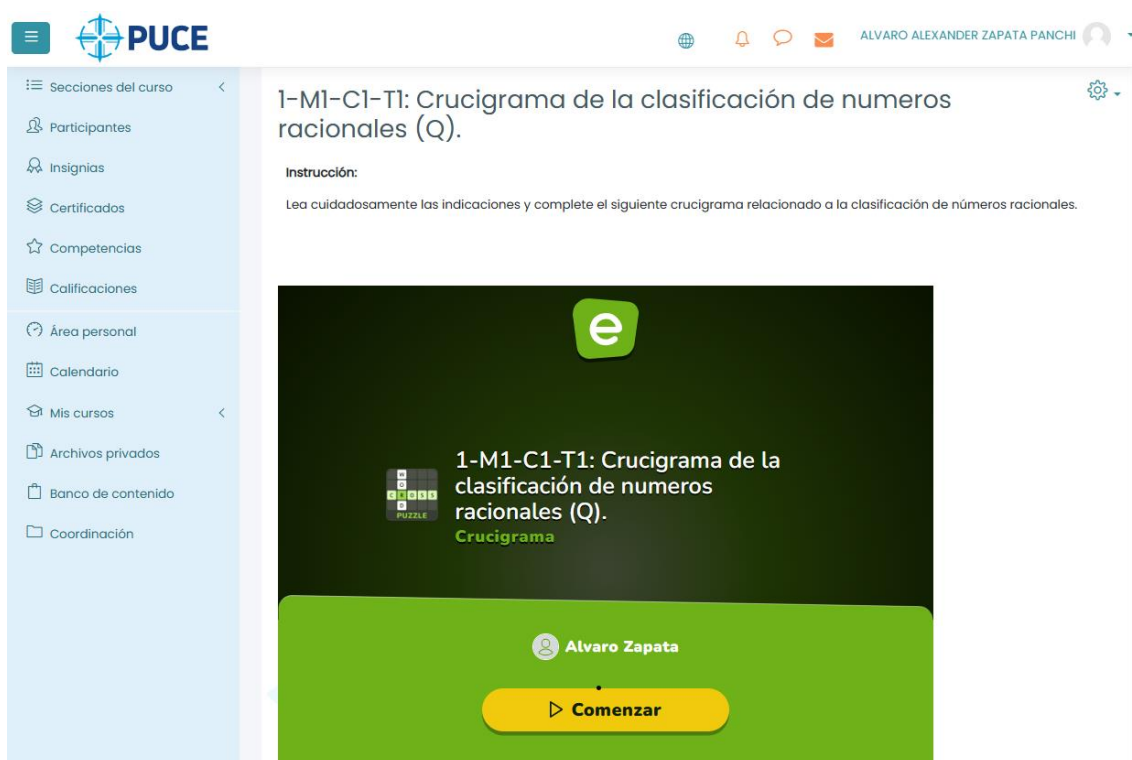 PUCE
ALVARO ALEXANDER ZAPATA PANCHI
Secciones del curso
Participantes
Insignias
Certificados
Competencias
Calificaciones
Área personal
Calendario
Mis cursos
Archivos privados
Banco de contenido
Coordinación
1-M1-C1-T1: Crucigrama de la clasificación de numeros
racionales (Q).
Instrucción:
Lea cuidadosamente las indicaciones y complete el siguiente crucigrama relacionado a la clasificación de números racionales.
e
W
O
CROSS
D
PUZZLE
1-M1-C1-T1: Crucigrama de la
clasificación de numeros
racionales (Q).
Crucigrama
Alvaro Zapata
Comenzar